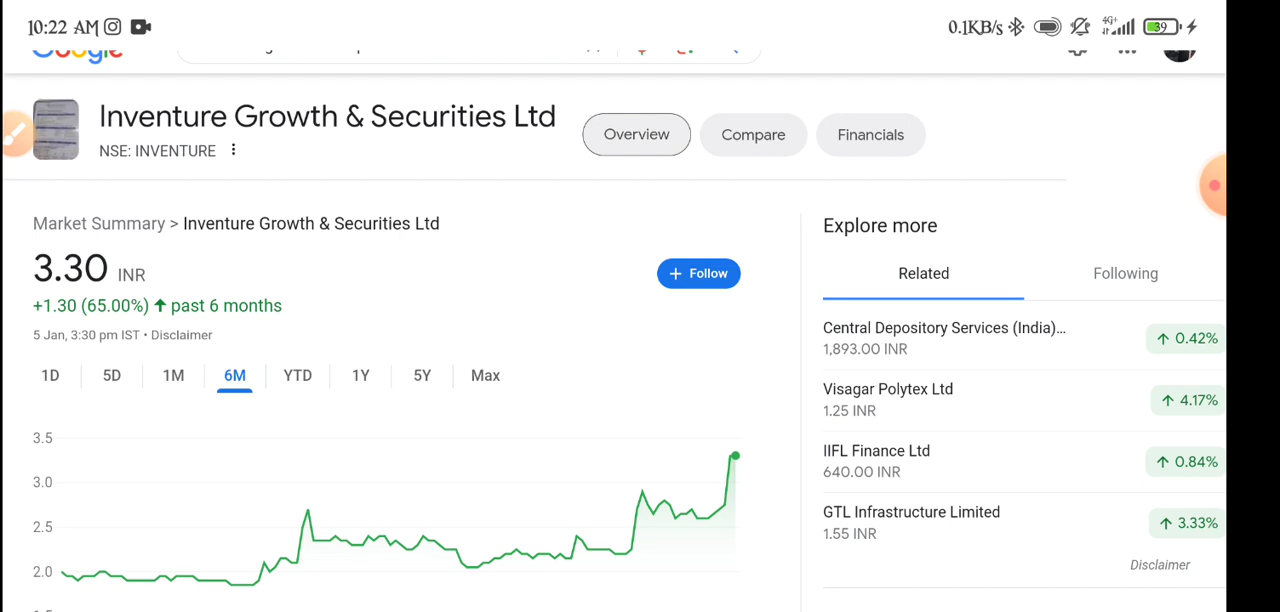 10:22 AM
0.1KB/s 4G+ 39
Google
Inventure Growth & Securities Ltd
NSE: INVENTURE
Overview
Compare
Financials
Market Summary > Inventure Growth & Securities Ltd
3.30 INR
+ Follow
+1.30 (65.00%) ↑ past 6 months
5 Jan, 3:30 pm IST • Disclaimer
1D 5D 1M 6M YTD 1Y 5Y Max
3.5
3.0
2.5
2.0
Explore more
Related
Following
Central Depository Services (India)...
1,893.00 INR
↑ 0.42%
Visagar Polytex Ltd
1.25 INR
↑ 4.17%
IIFL Finance Ltd
640.00 INR
↑ 0.84%
GTL Infrastructure Limited
1.55 INR
↑ 3.33%
Disclaimer